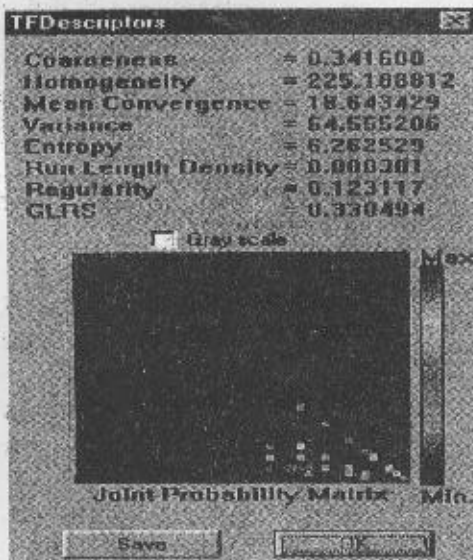 TFDescriptors
Coarseness = 0.341600
Homogeneity = 225.188812
Mean Convergence = 18.643429
Variance = 64.555206
Entropy = 6.262529
Run Length Density = 0.000301
Regularity = 0.123117
GLRS = 0.330494
Gray scale
Max
Joint Probability Matrix
Min.
Save
OK